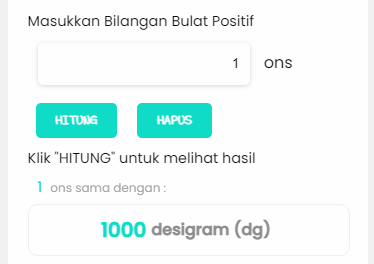 Masukkan Bilangan Bulat Positif
1 ons
HITUNG HAPUS
Klik "HITUNG" untuk melihat hasil
1 ons sama dengan :
1000 desigram (dg)